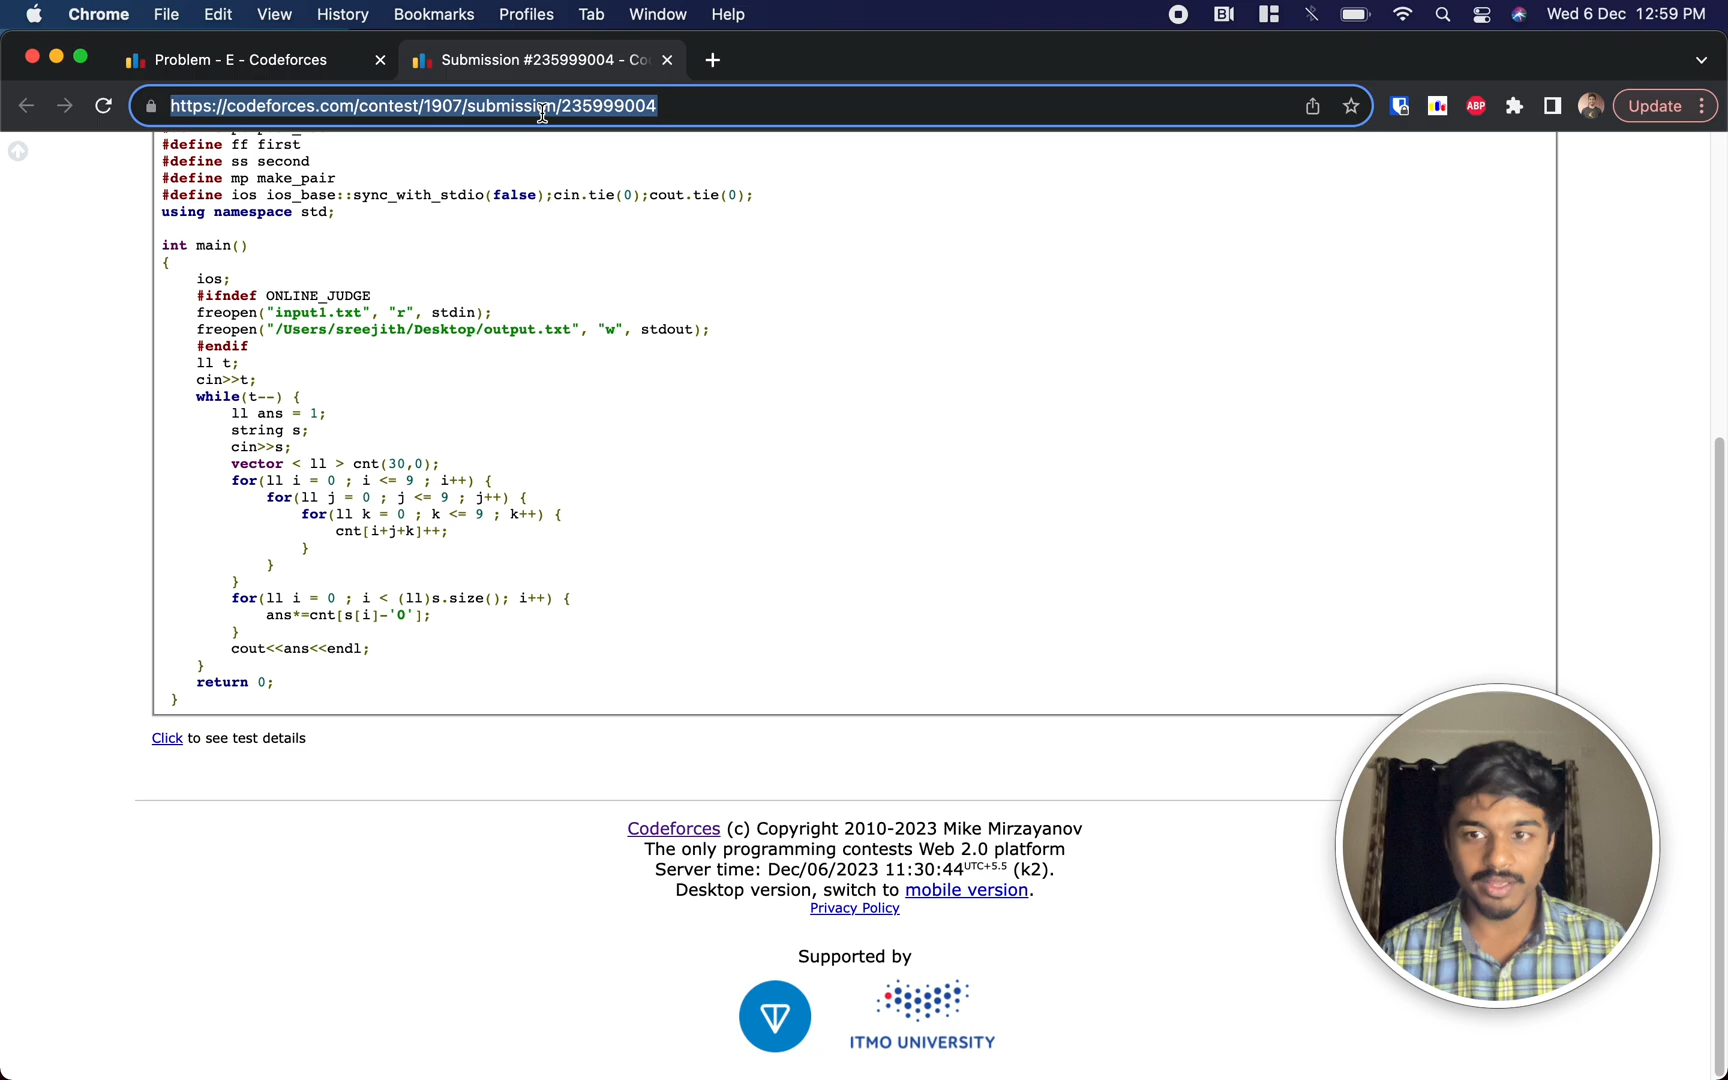 Chrome File Edit View History Bookmarks Profiles Tab Window Help Wed 6 Dec 12:59 PM
Problem - E - Codeforces Submission #235999004 - Co
https://codeforces.com/contest/1907/submission/235999004 ABP Update
#define ff first
#define ss second
#define mp make_pair
#define ios ios_base::sync_with_stdio(false);cin.tie(0);cout.tie(0);
using namespace std;
int main()
{
ios;
#ifndef ONLINE_JUDGE
freopen("input1.txt", "r", stdin);
freopen("/Users/sreejith/Desktop/output.txt", "w", stdout);
#endif
ll t;
cin>>t;
while(t--) {
ll ans = 1;
string s;
cin>>s;
vector < ll > cnt(30,0);
for(ll i = 0 ; i <= 9 ; i++) {
for(ll j = 0 ; j <= 9 ; j++) {
for(ll k = 0 ; k <= 9 ; k++) {
cnt[i+j+k]++;
}
}
}
for(ll i = 0 ; i < (ll)s.size(); i++) {
ans*=cnt[s[i]-'0'];
}
cout<<ans<<endl;
}
return 0;
}
Click to see test details
Codeforces (c) Copyright 2010-2023 Mike Mirzayanov
The only programming contests Web 2.0 platform
Server time: Dec/06/2023 11:30:44UTC+5.5 (k2).
Desktop version, switch to mobile version.
Privacy Policy
Supported by
ITMO UNIVERSITY